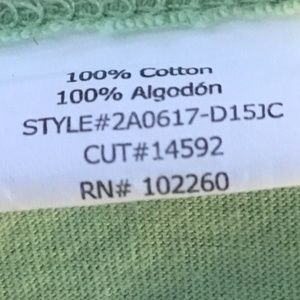 100% Cotton
100% Algodón
STYLE#2A0617-D15JC
CUT#14592
RN# 102260